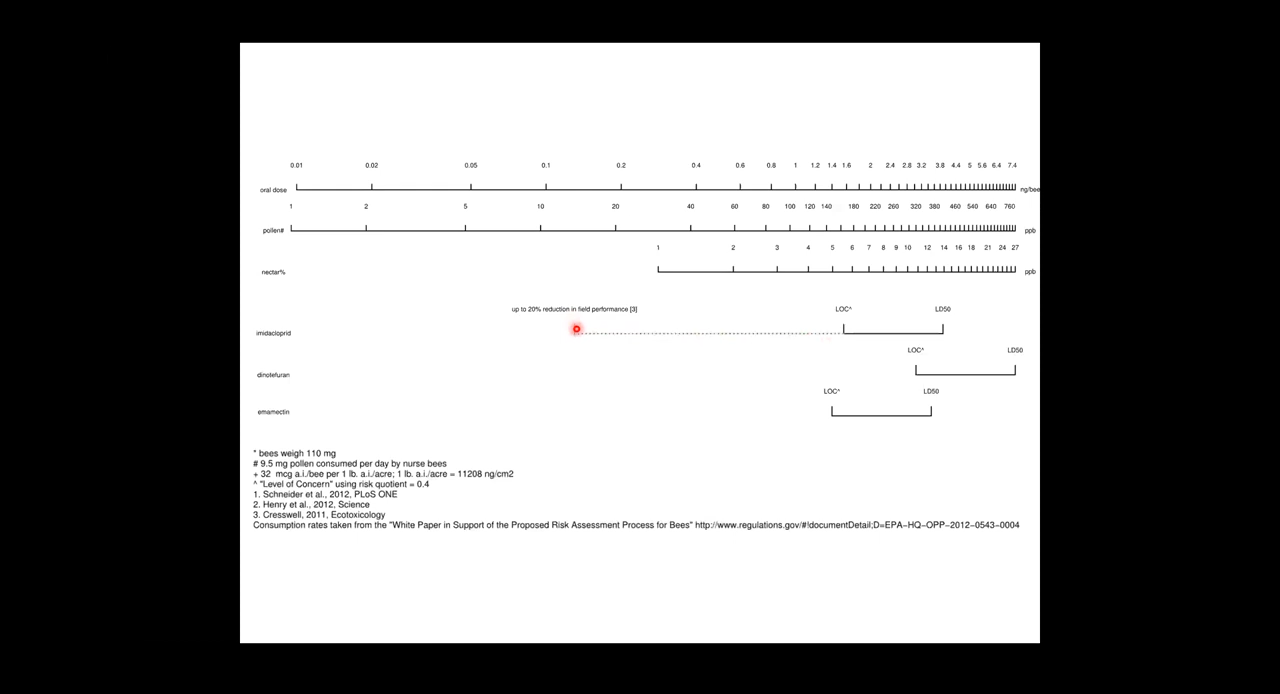 0.01 0.02 0.05 0.1 0.2 0.4 0.6 0.8 1 1.2 1.4 1.6 2 2.4 2.8 3.2 3.8 4.4 5 5.6 6.4 7.4
oral dose ng/bee
1 2 5 10 20 40 60 80 100 120 140 180 220 260 320 380 460 540 640 760
pollen# ppb
1 2 3 4 5 6 7 8 9 10 12 14 16 18 21 24 27
nectar% ppb
up to 20% reduction in field performance [3] LOC^ LD50
imidacloprid
LOC^ LD50
dinotefuran
LOC^ LD50
emamectin
* bees weigh 110 mg
# 9.5 mg pollen consumed per day by nurse bees
+ 32 mcg a.i./bee per 1 lb. a.i./acre; 1 lb. a.i./acre = 11208 ng/cm2
^ "Level of Concern" using risk quotient = 0.4
1. Schneider et al., 2012, PLoS ONE
2. Henry et al., 2012, Science
3. Cresswell, 2011, Ecotoxicology
Consumption rates taken from the "White Paper in Support of the Proposed Risk Assessment Process for Bees" http://www.regulations.gov/#!documentDetail;D=EPA−HQ−OPP−2012−0543−0004